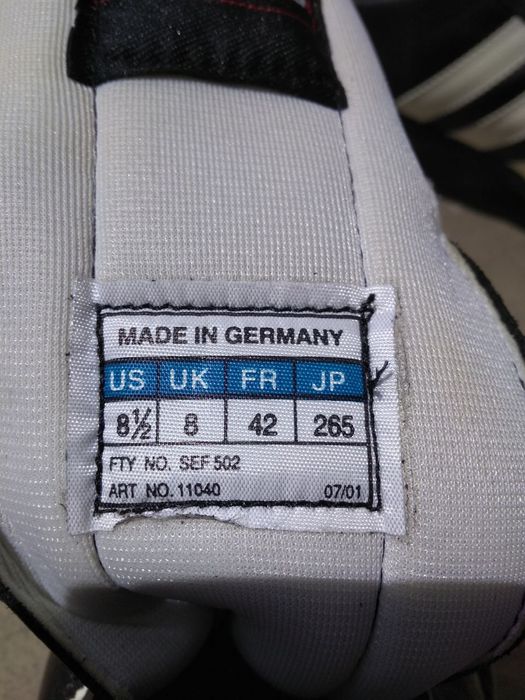 MADE IN GERMANY
US UK FR JP
8½ 8 42 265
FTY NO. SEF 502
ART NO. 11040 07/01